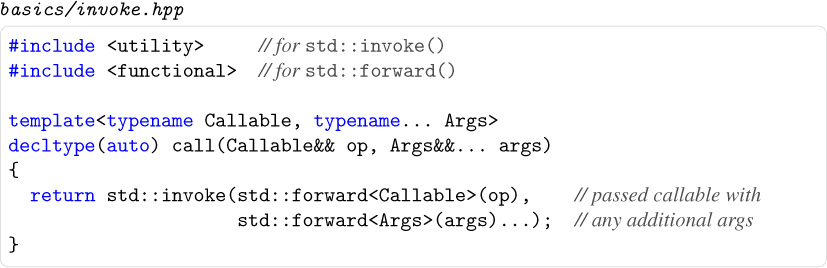 basics/invoke.hpp
#include <utility> // for std::invoke()
#include <functional> // for std::forward()
template<typename Callable, typename... Args>
decltype(auto) call(Callable&& op, Args&&... args)
{
return std::invoke(std::forward<Callable>(op), // passed callable with
std::forward<Args>(args)...); // any additional args
}